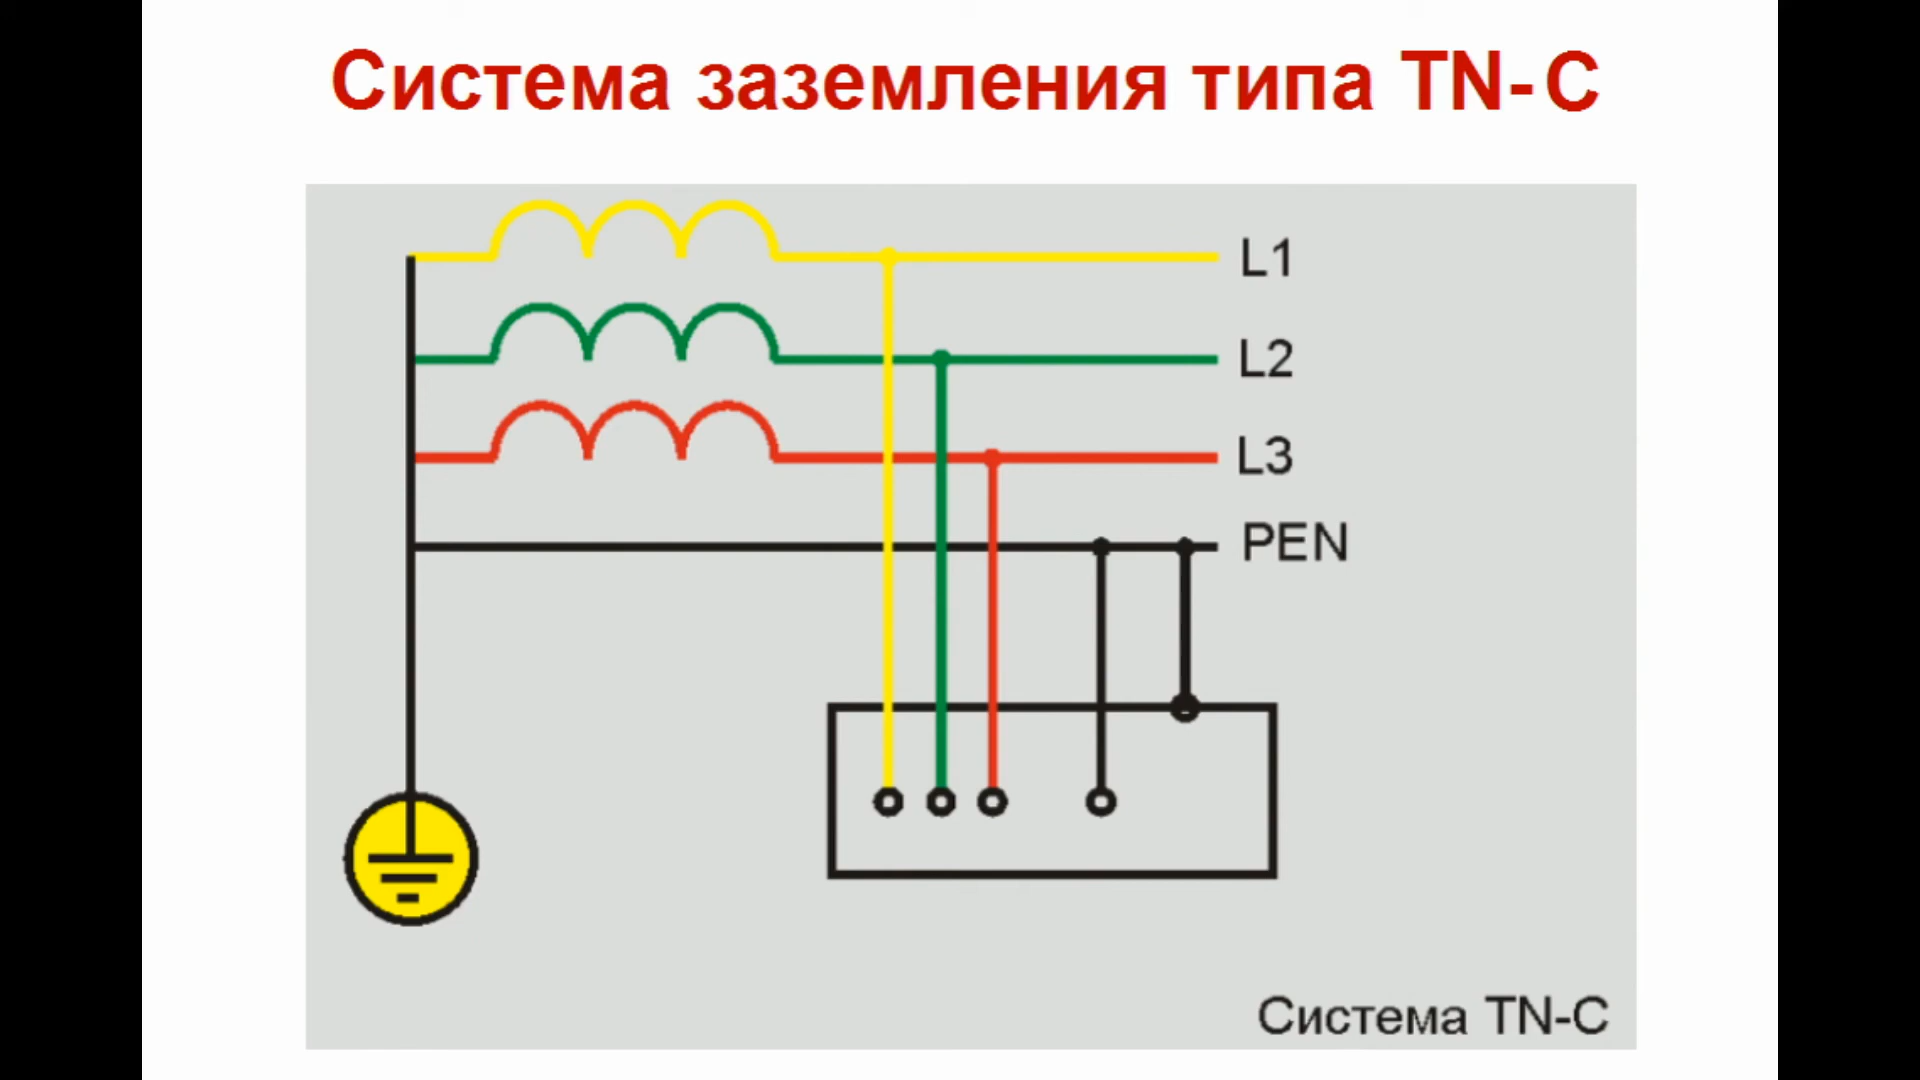 Система заземления типа TN-C
L1
L2
L3
PEN
Система TN-C